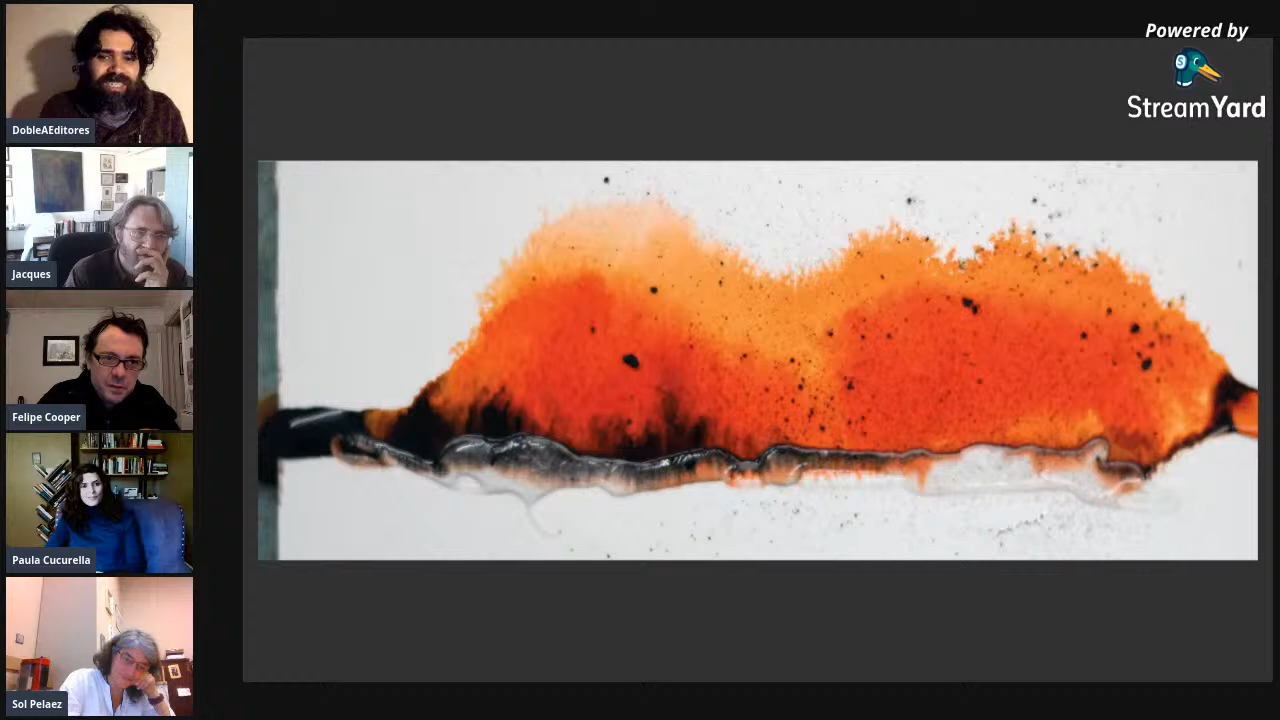 Powered by
StreamYard
DobleAEditores
Jacques
Felipe Cooper
Paula Cucurella
Sol Pelaez